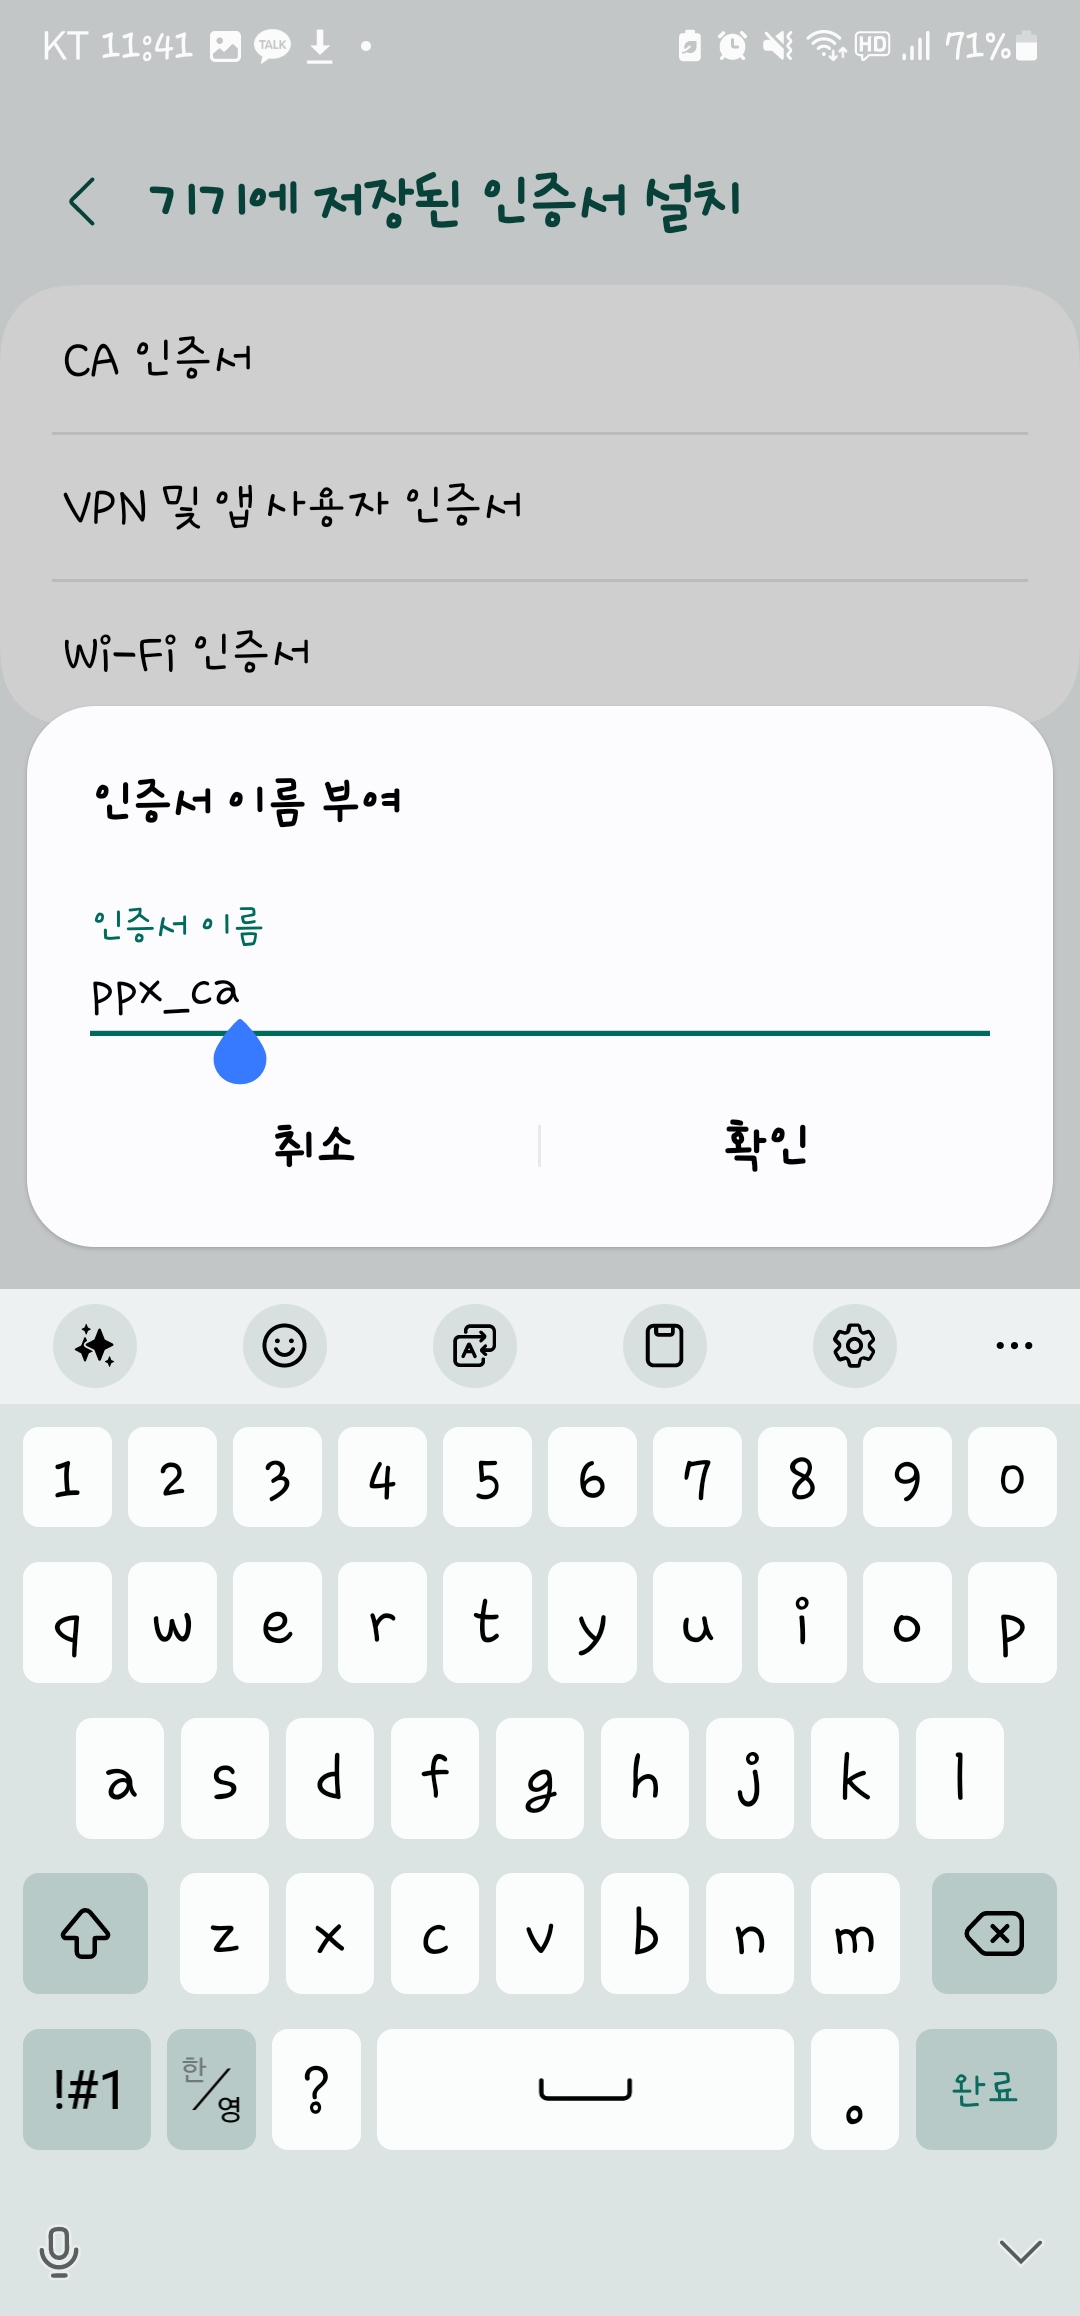 KT 11:41 TALK HD 71%
기기에 저장된 인증서 설치
CA 인증서
VPN 및 앱 사용자 인증서
Wi-Fi 인증서
인증서 이름 부여
인증서 이름
ppx_ca
취소 확인
A
1 2 3 4 5 6 7 8 9 0
q w e r t y u i o p
a s d f g h j k l
z x c v b n m
!#1 한/영 ? . 완료